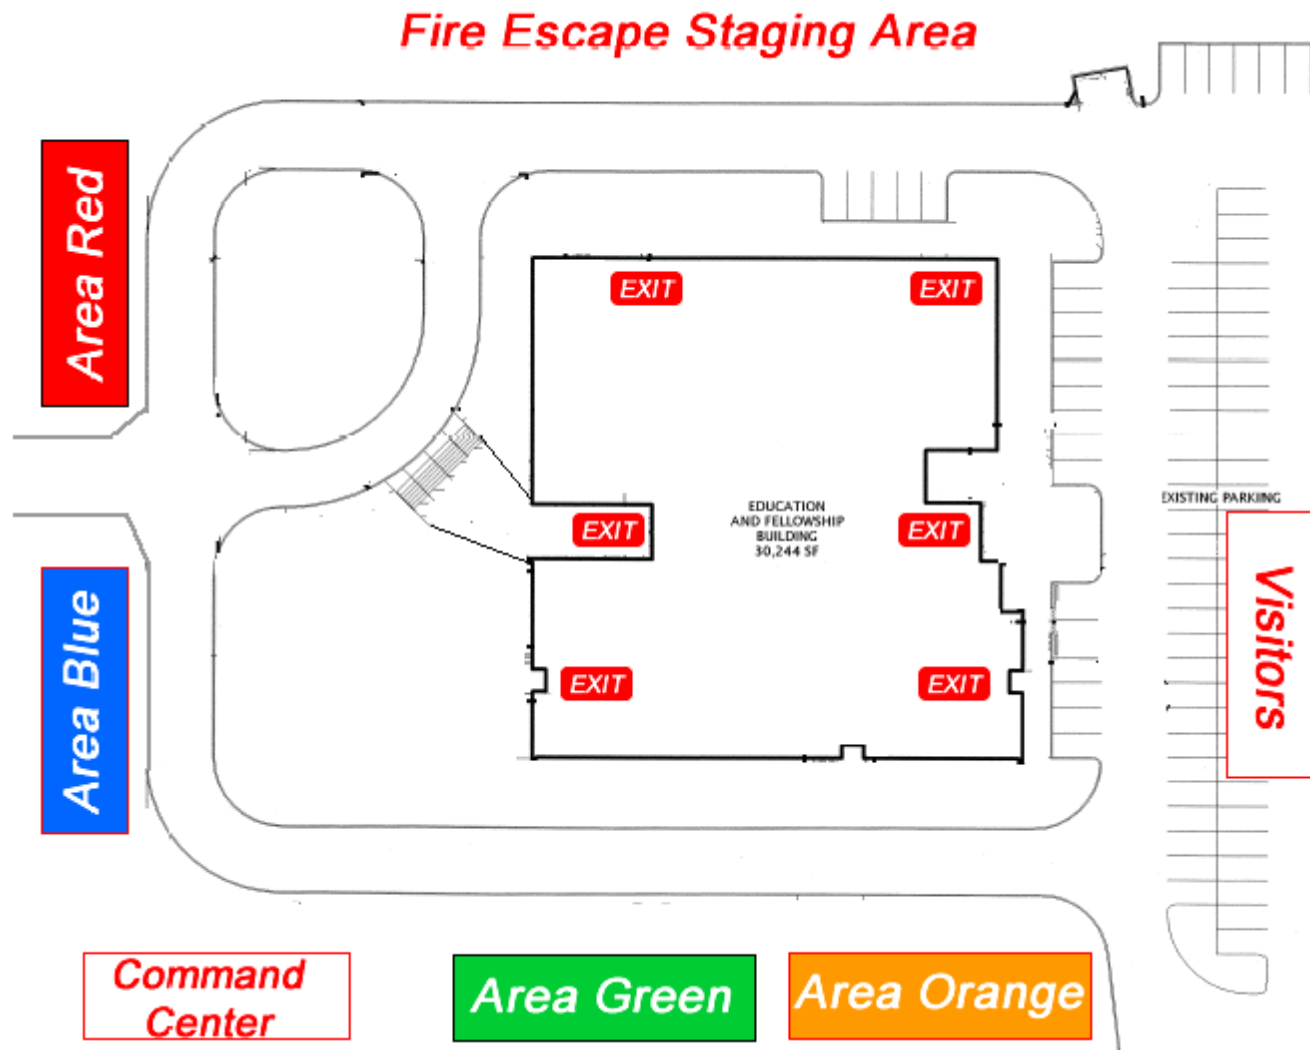 Fire Escape Staging Area
Area Red
EXIT
EXIT
EXISTING PARKING
EDUCATION
AND FELLOWSHIP
BUILDING
30,244 SF
EXIT
EXIT
Area Blue
Visitors
EXIT
EXIT
Command
Center
Area Green
Area Orange